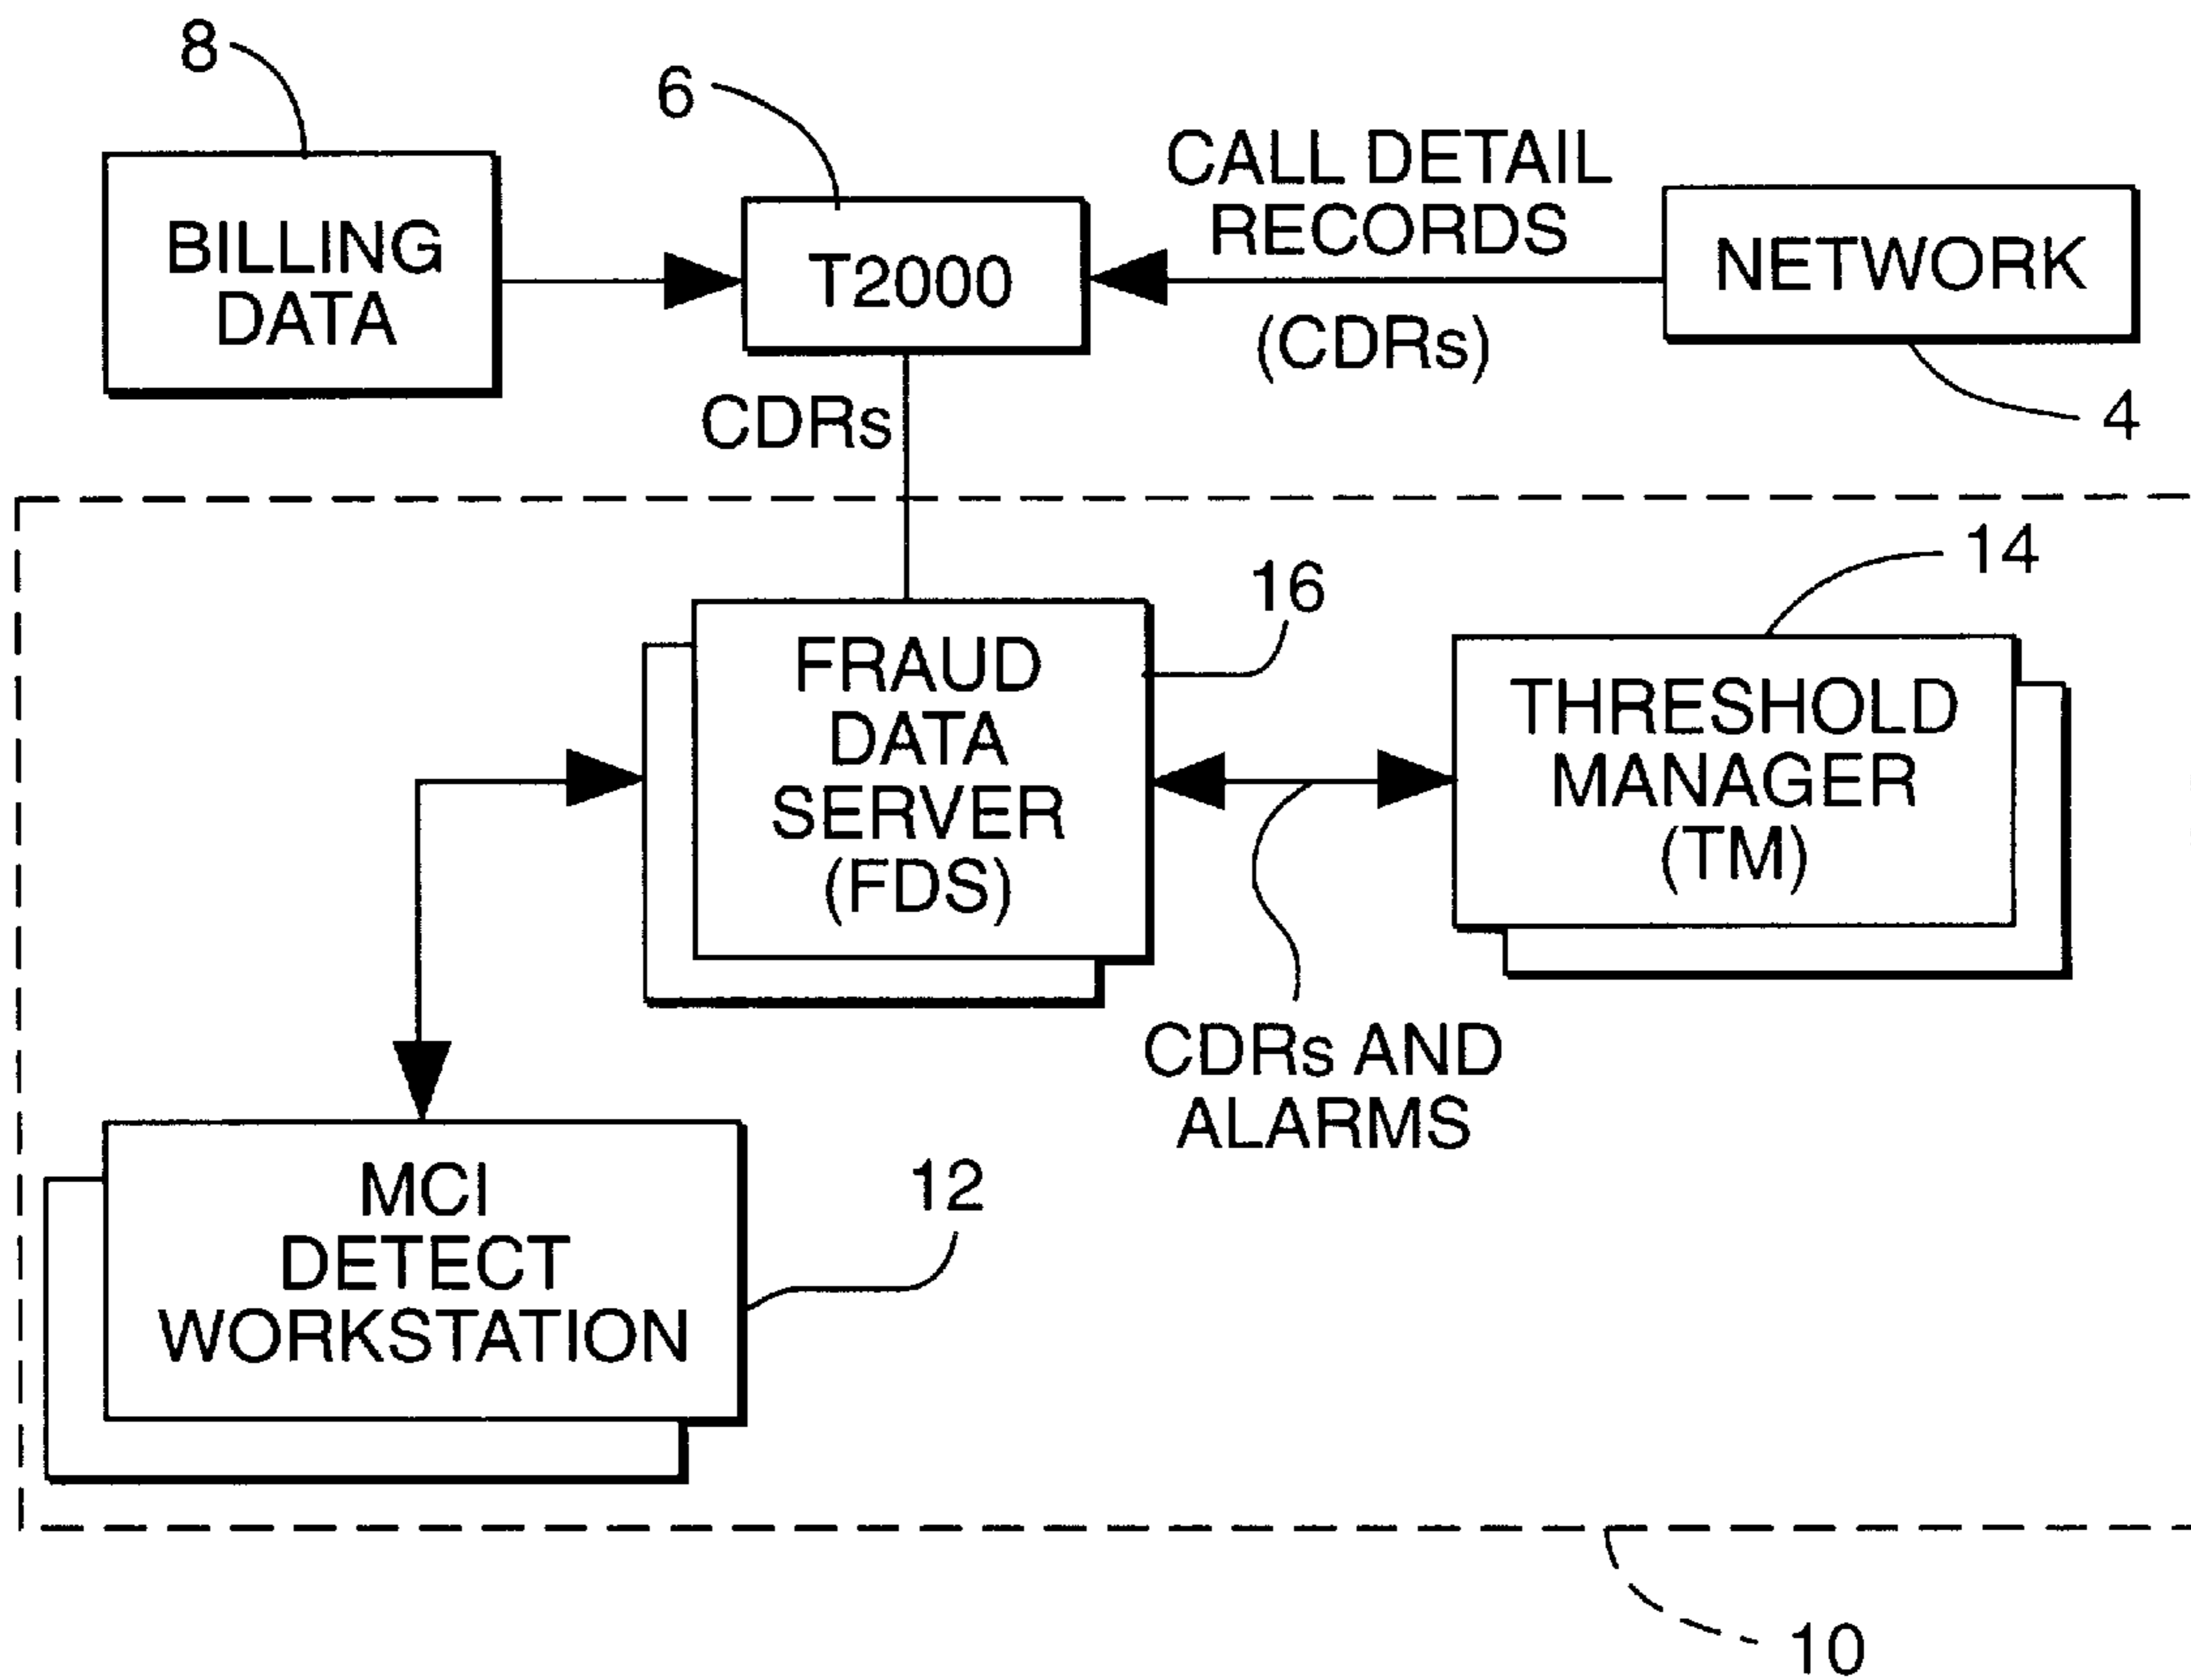 8
6
CALL DETAIL
RECORDS
(CDRs)
BILLING
DATA
T2000
NETWORK
4
CDRs
14
16
FRAUD
DATA
SERVER
(FDS)
THRESHOLD
MANAGER
(TM)
CDRs AND
ALARMS
MCI
DETECT
WORKSTATION
12
10